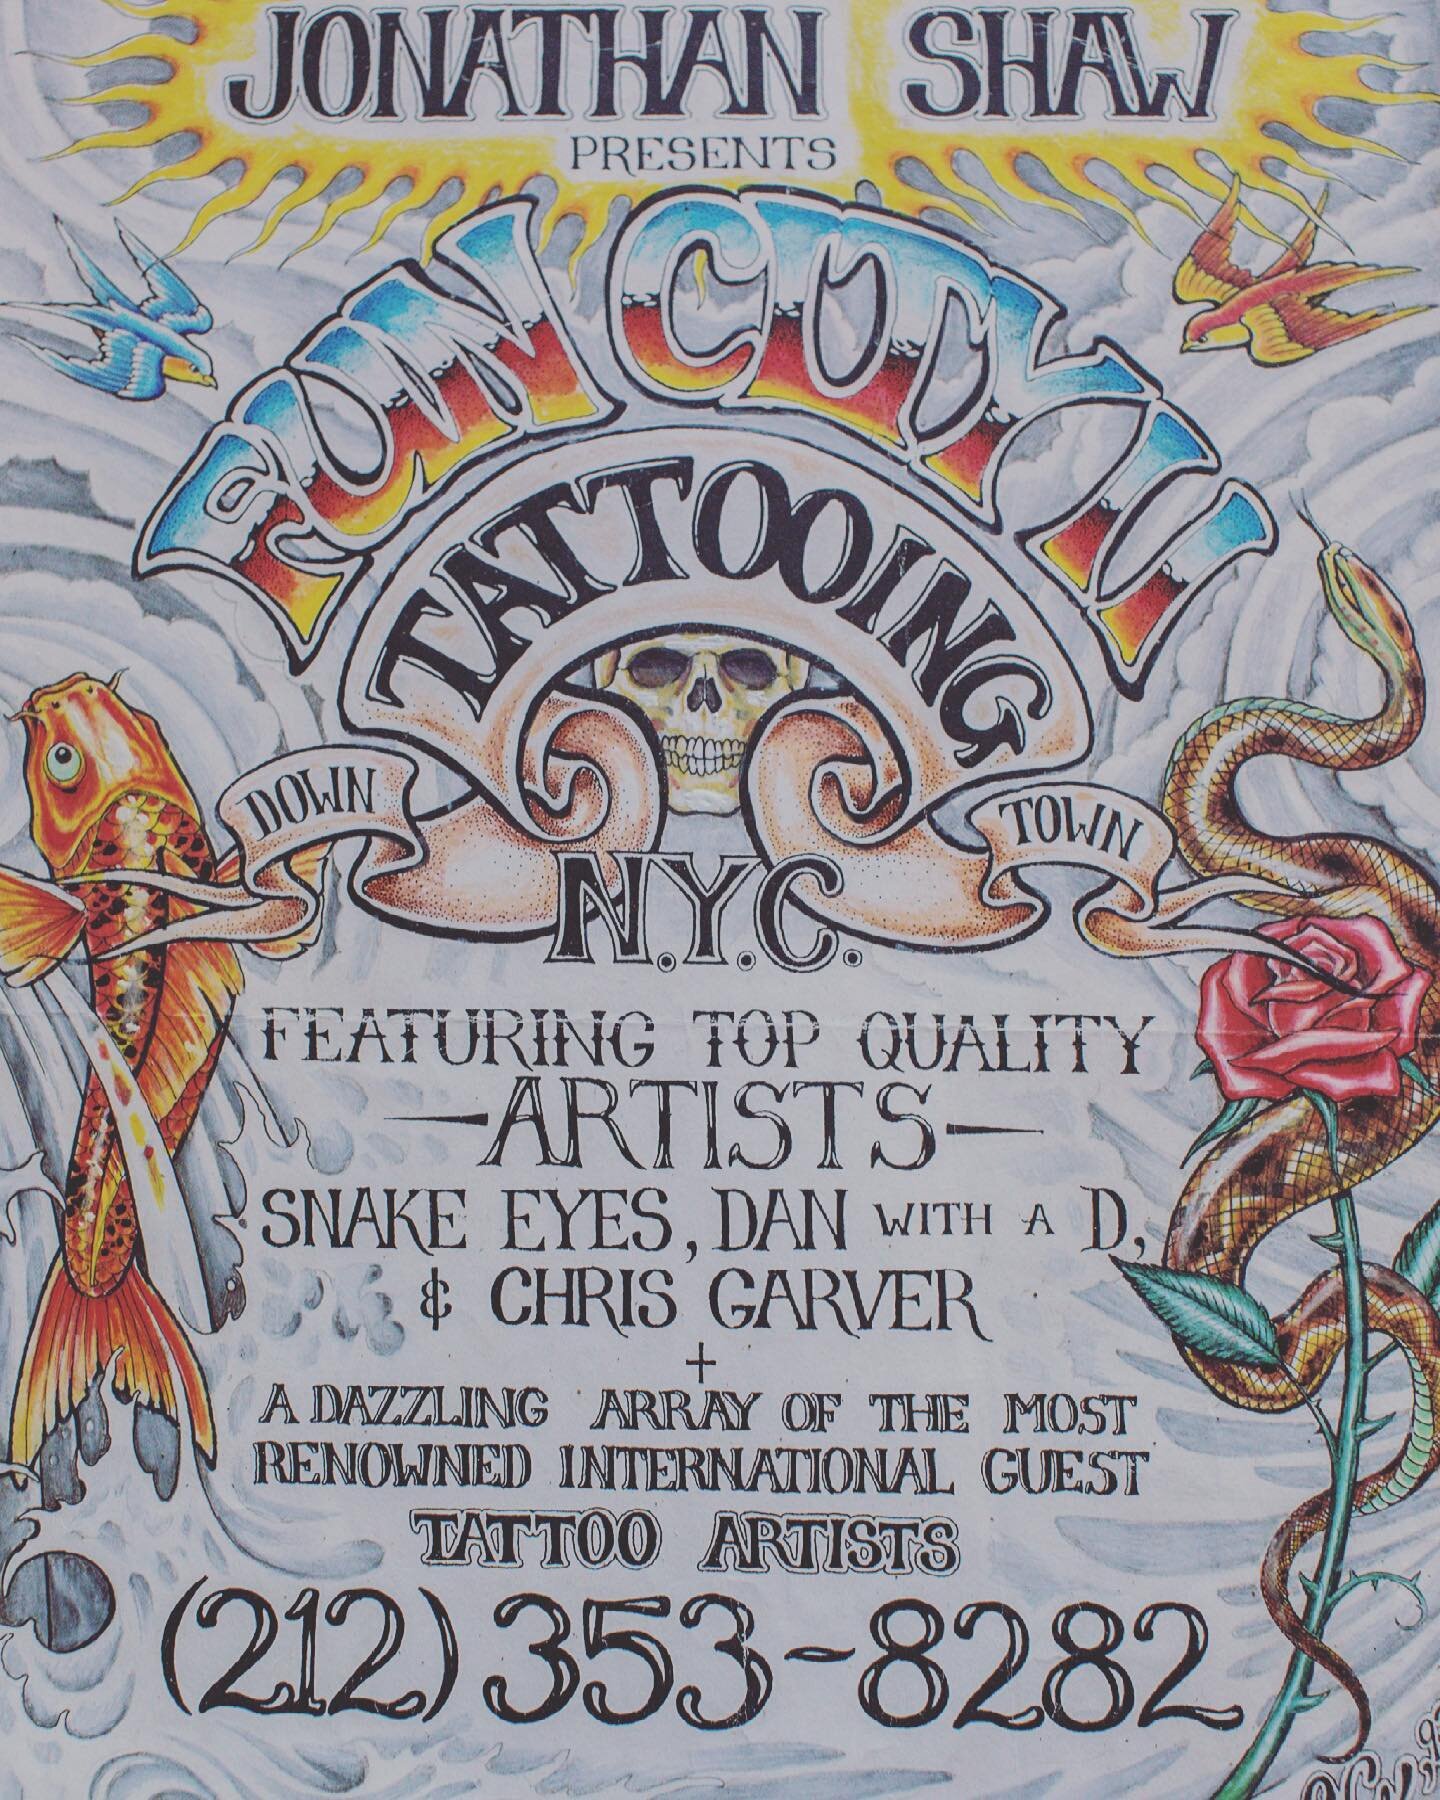 JONATHAN SHAW
PRESENTS
FUN CITY II
TATTOOING
DOWN TOWN
N.Y.C.
FEATURING TOP QUALITY
—ARTISTS—
SNAKE EYES, DAN WITH A D,
& CHRIS GARVER
+
A DAZZLING ARRAY OF THE MOST
RENOWNED INTERNATIONAL GUEST
TATTOO ARTISTS
(212) 353-8282